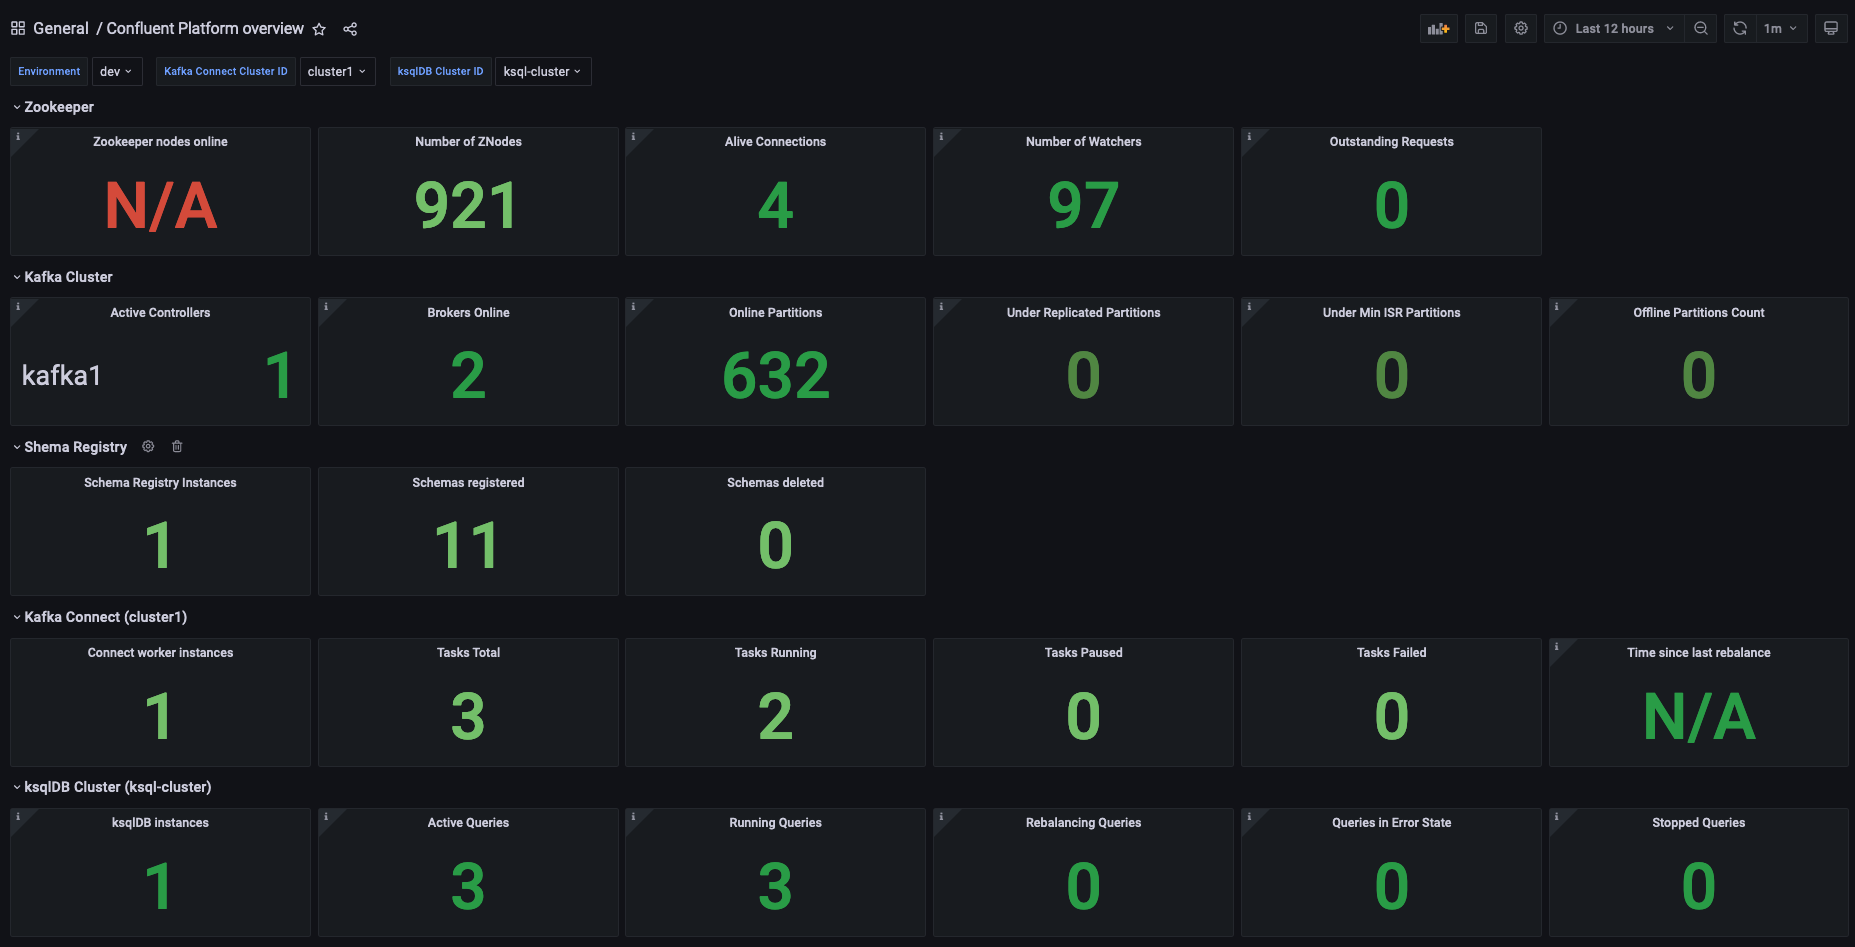 General / Confluent Platform overview
Last 12 hours
1m
Environment dev Kafka Connect Cluster ID cluster1 ksqlDB Cluster ID ksql-cluster
Zookeeper
Zookeeper nodes online
N/A
Number of ZNodes
921
Alive Connections
4
Number of Watchers
97
Outstanding Requests
0
Kafka Cluster
Active Controllers
kafka1 1
Brokers Online
2
Online Partitions
632
Under Replicated Partitions
0
Under Min ISR Partitions
0
Offline Partitions Count
0
Shema Registry
Schema Registry Instances
1
Schemas registered
11
Schemas deleted
0
Kafka Connect (cluster1)
Connect worker instances
1
Tasks Total
3
Tasks Running
2
Tasks Paused
0
Tasks Failed
0
Time since last rebalance
N/A
ksqlDB Cluster (ksql-cluster)
ksqlDB instances
1
Active Queries
3
Running Queries
3
Rebalancing Queries
0
Queries in Error State
0
Stopped Queries
0